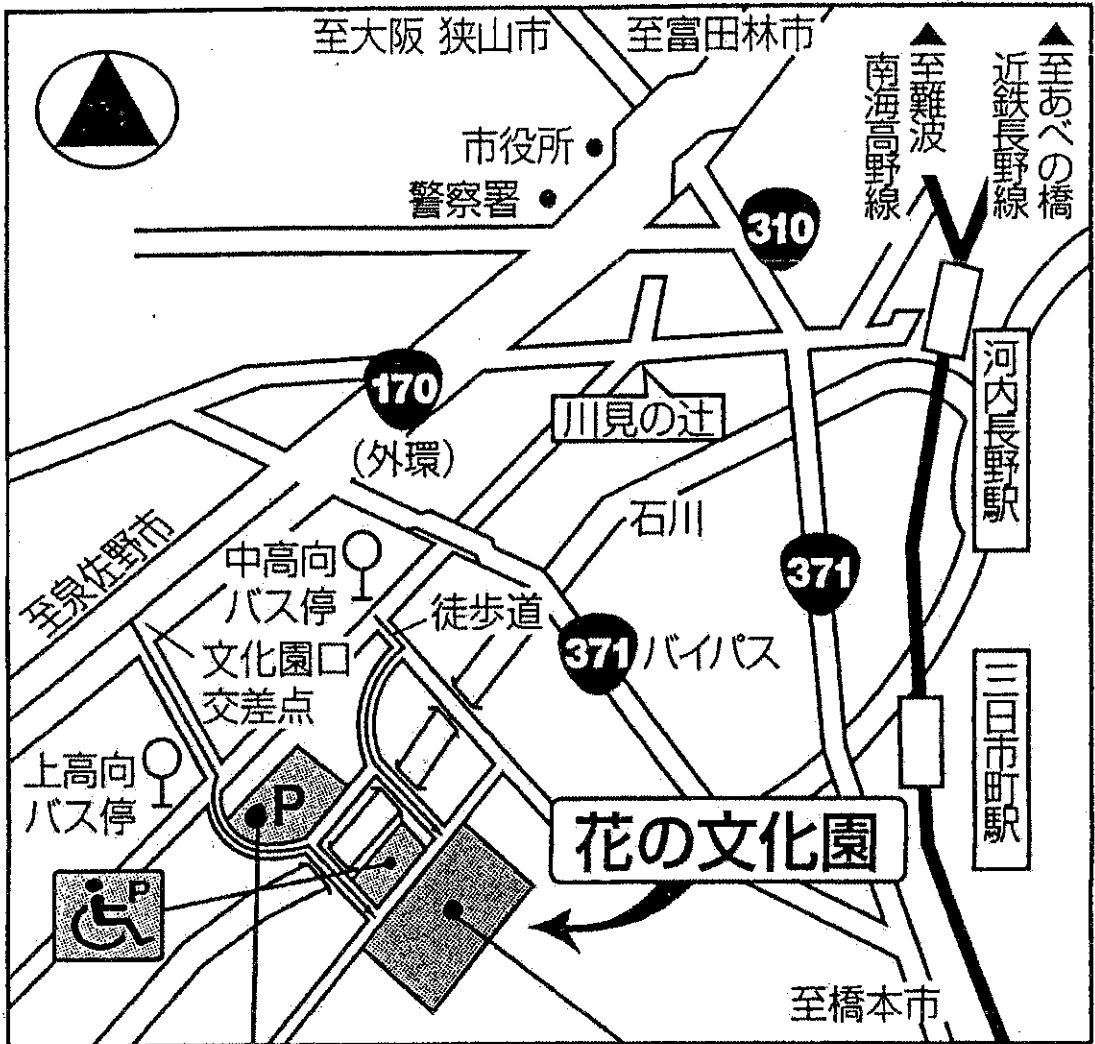 至大阪 狭山市
至富田林市
▲至難波
南海高野線
▲至あべの橋
近鉄長野線
市役所
警察署
310
170
(外環)
川見の辻
河内長野駅
石川
371
至泉佐野市
中高向
バス停
徒歩道
371 バイパス
文化園口
交差点
三日市町駅
上高向
バス停
P
花の文化園
P
至橋本市